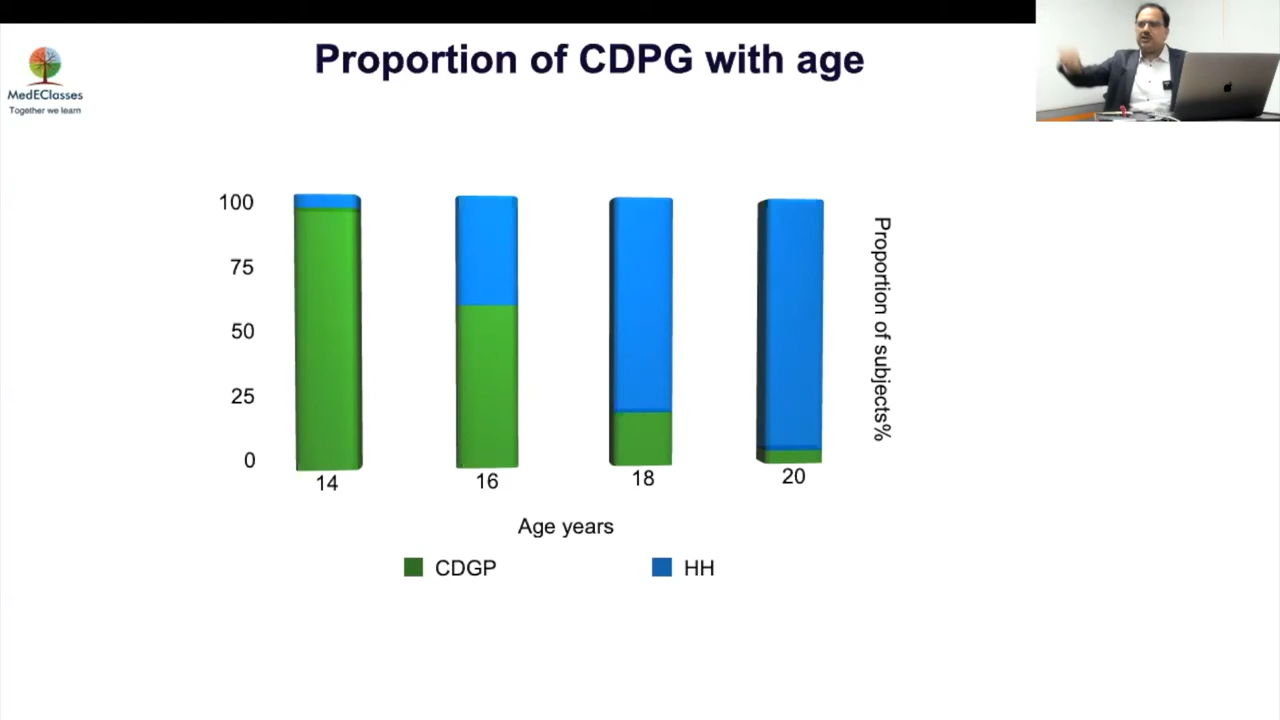 Proportion of CDPG with age
MedEClasses
Together we learn
100
75
50
25
0
14
16
18
20
Proportion of subjects%
Age years
CDGP
HH